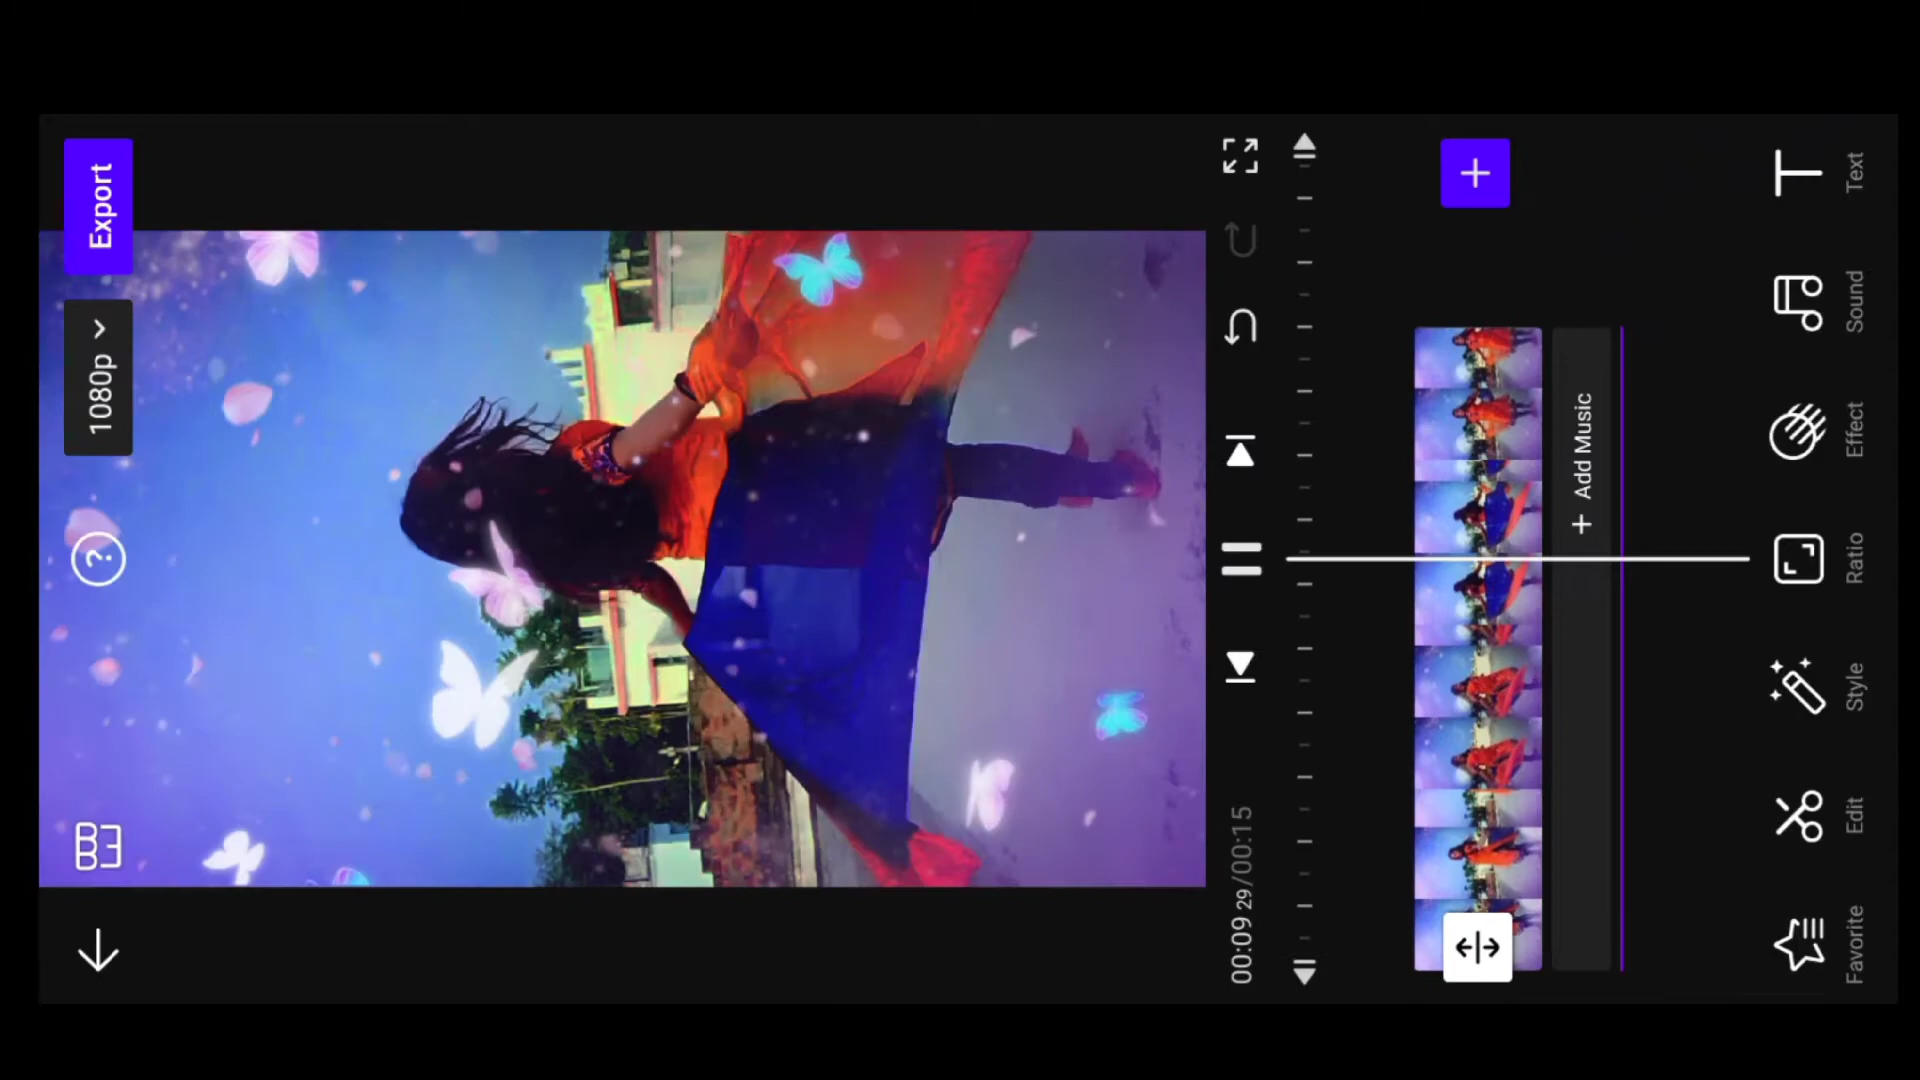 1080p
Export
00:09 29/00:15
+ Add Music
Favorite
Edit
Style
Ratio
Effect
Sound
Text